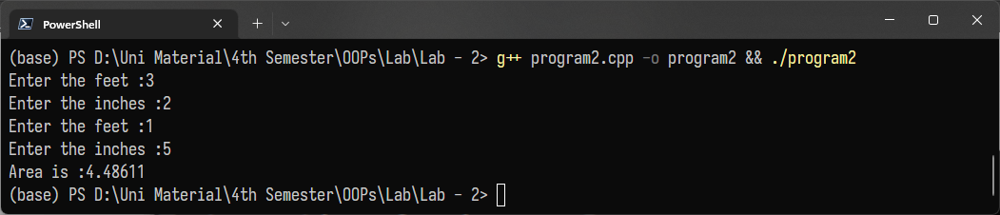 PowerShell
(base) PS D:\Uni Material\4th Semester\OOPs\Lab\Lab - 2> g++ program2.cpp -o program2 && ./program2
Enter the feet :3
Enter the inches :2
Enter the feet :1
Enter the inches :5
Area is :4.48611
(base) PS D:\Uni Material\4th Semester\OOPs\Lab\Lab - 2>